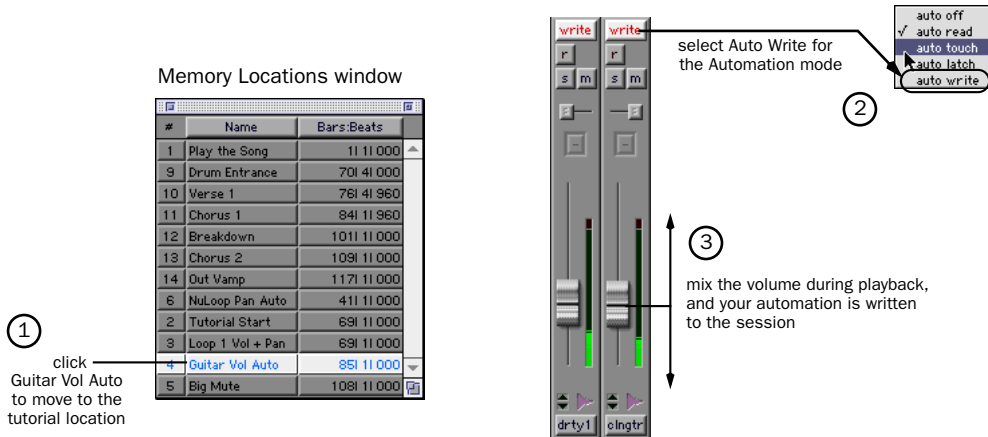 Memory Locations window
# Name Bars:Beats
1 Play the Song 1| 1| 000
9 Drum Entrance 70| 4| 000
10 Verse 1 76| 4| 960
11 Chorus 1 84| 1| 960
12 Breakdown 101| 1| 000
13 Chorus 2 109| 1| 000
14 Out Vamp 117| 1| 000
6 NuLoop Pan Auto 41| 1| 000
2 Tutorial Start 69| 1| 000
3 Loop 1 Vol + Pan 69| 1| 000
4 Guitar Vol Auto 85| 1| 000
5 Big Mute 108| 1| 000
1
click
Guitar Vol Auto
to move to the
tutorial location
write write
r r
s m s m
drty1 clngtr
select Auto Write for
the Automation mode
auto off
√ auto read
auto touch
auto latch
auto write
2
3
mix the volume during playback,
and your automation is written
to the session